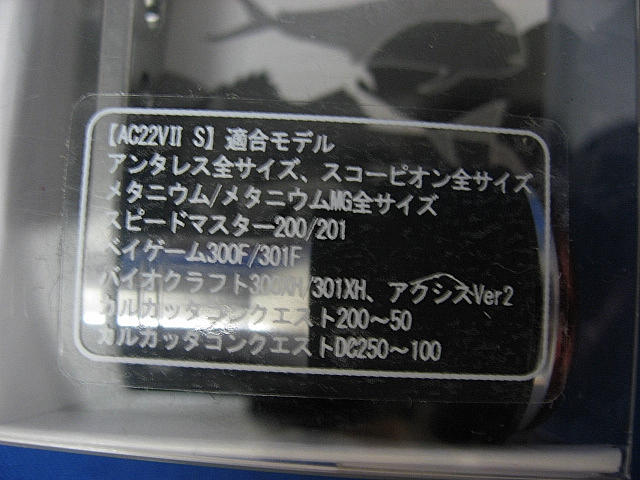 【AC22VII S】適合モデル
アンタレス全サイズ、スコーピオン全サイズ
メタニウム/メタニウムMG全サイズ
スピードマスター200/201
ベイゲーム300F/301F
バイオクラフト300XH/301XH、アクシスVer2
カルカッタコンクエスト200〜50
カルカッタコンクエストDC250〜100